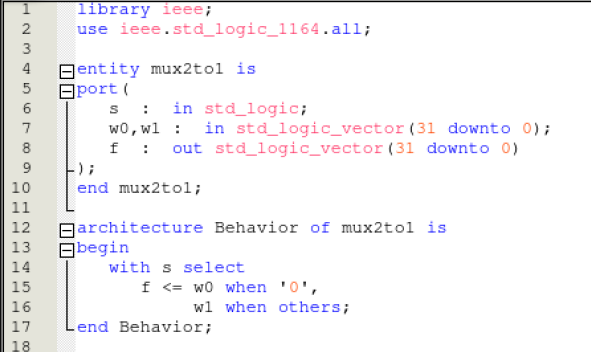 1 library ieee;
2 use ieee.std_logic_1164.all;
3
4 entity mux2to1 is
5 port(
6 s : in std_logic;
7 w0,w1 : in std_logic_vector(31 downto 0);
8 f : out std_logic_vector(31 downto 0)
9 );
10 end mux2to1;
11
12 architecture Behavior of mux2to1 is
13 begin
14 with s select
15 f <= w0 when '0',
16 w1 when others;
17 end Behavior;
18